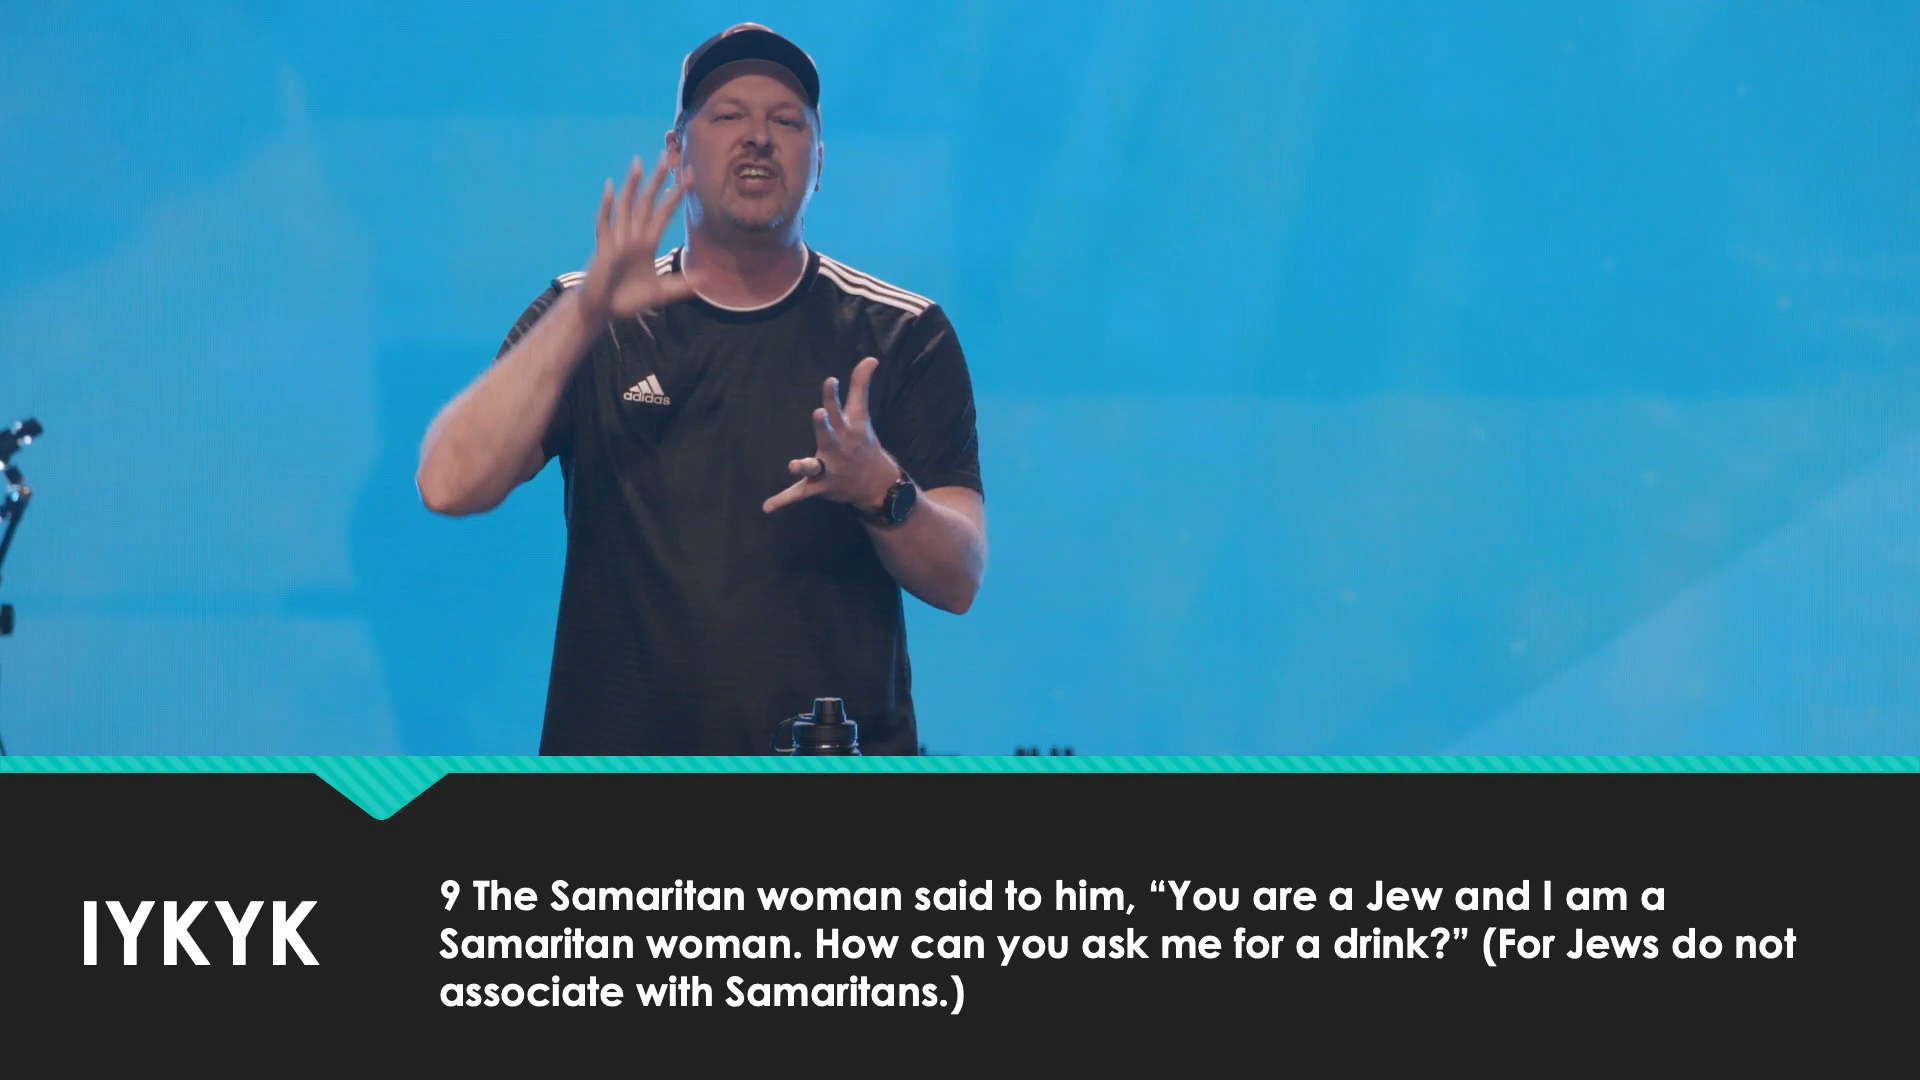 adidas
IYKYK
9 The Samaritan woman said to him, “You are a Jew and I am a
Samaritan woman. How can you ask me for a drink?” (For Jews do not
associate with Samaritans.)